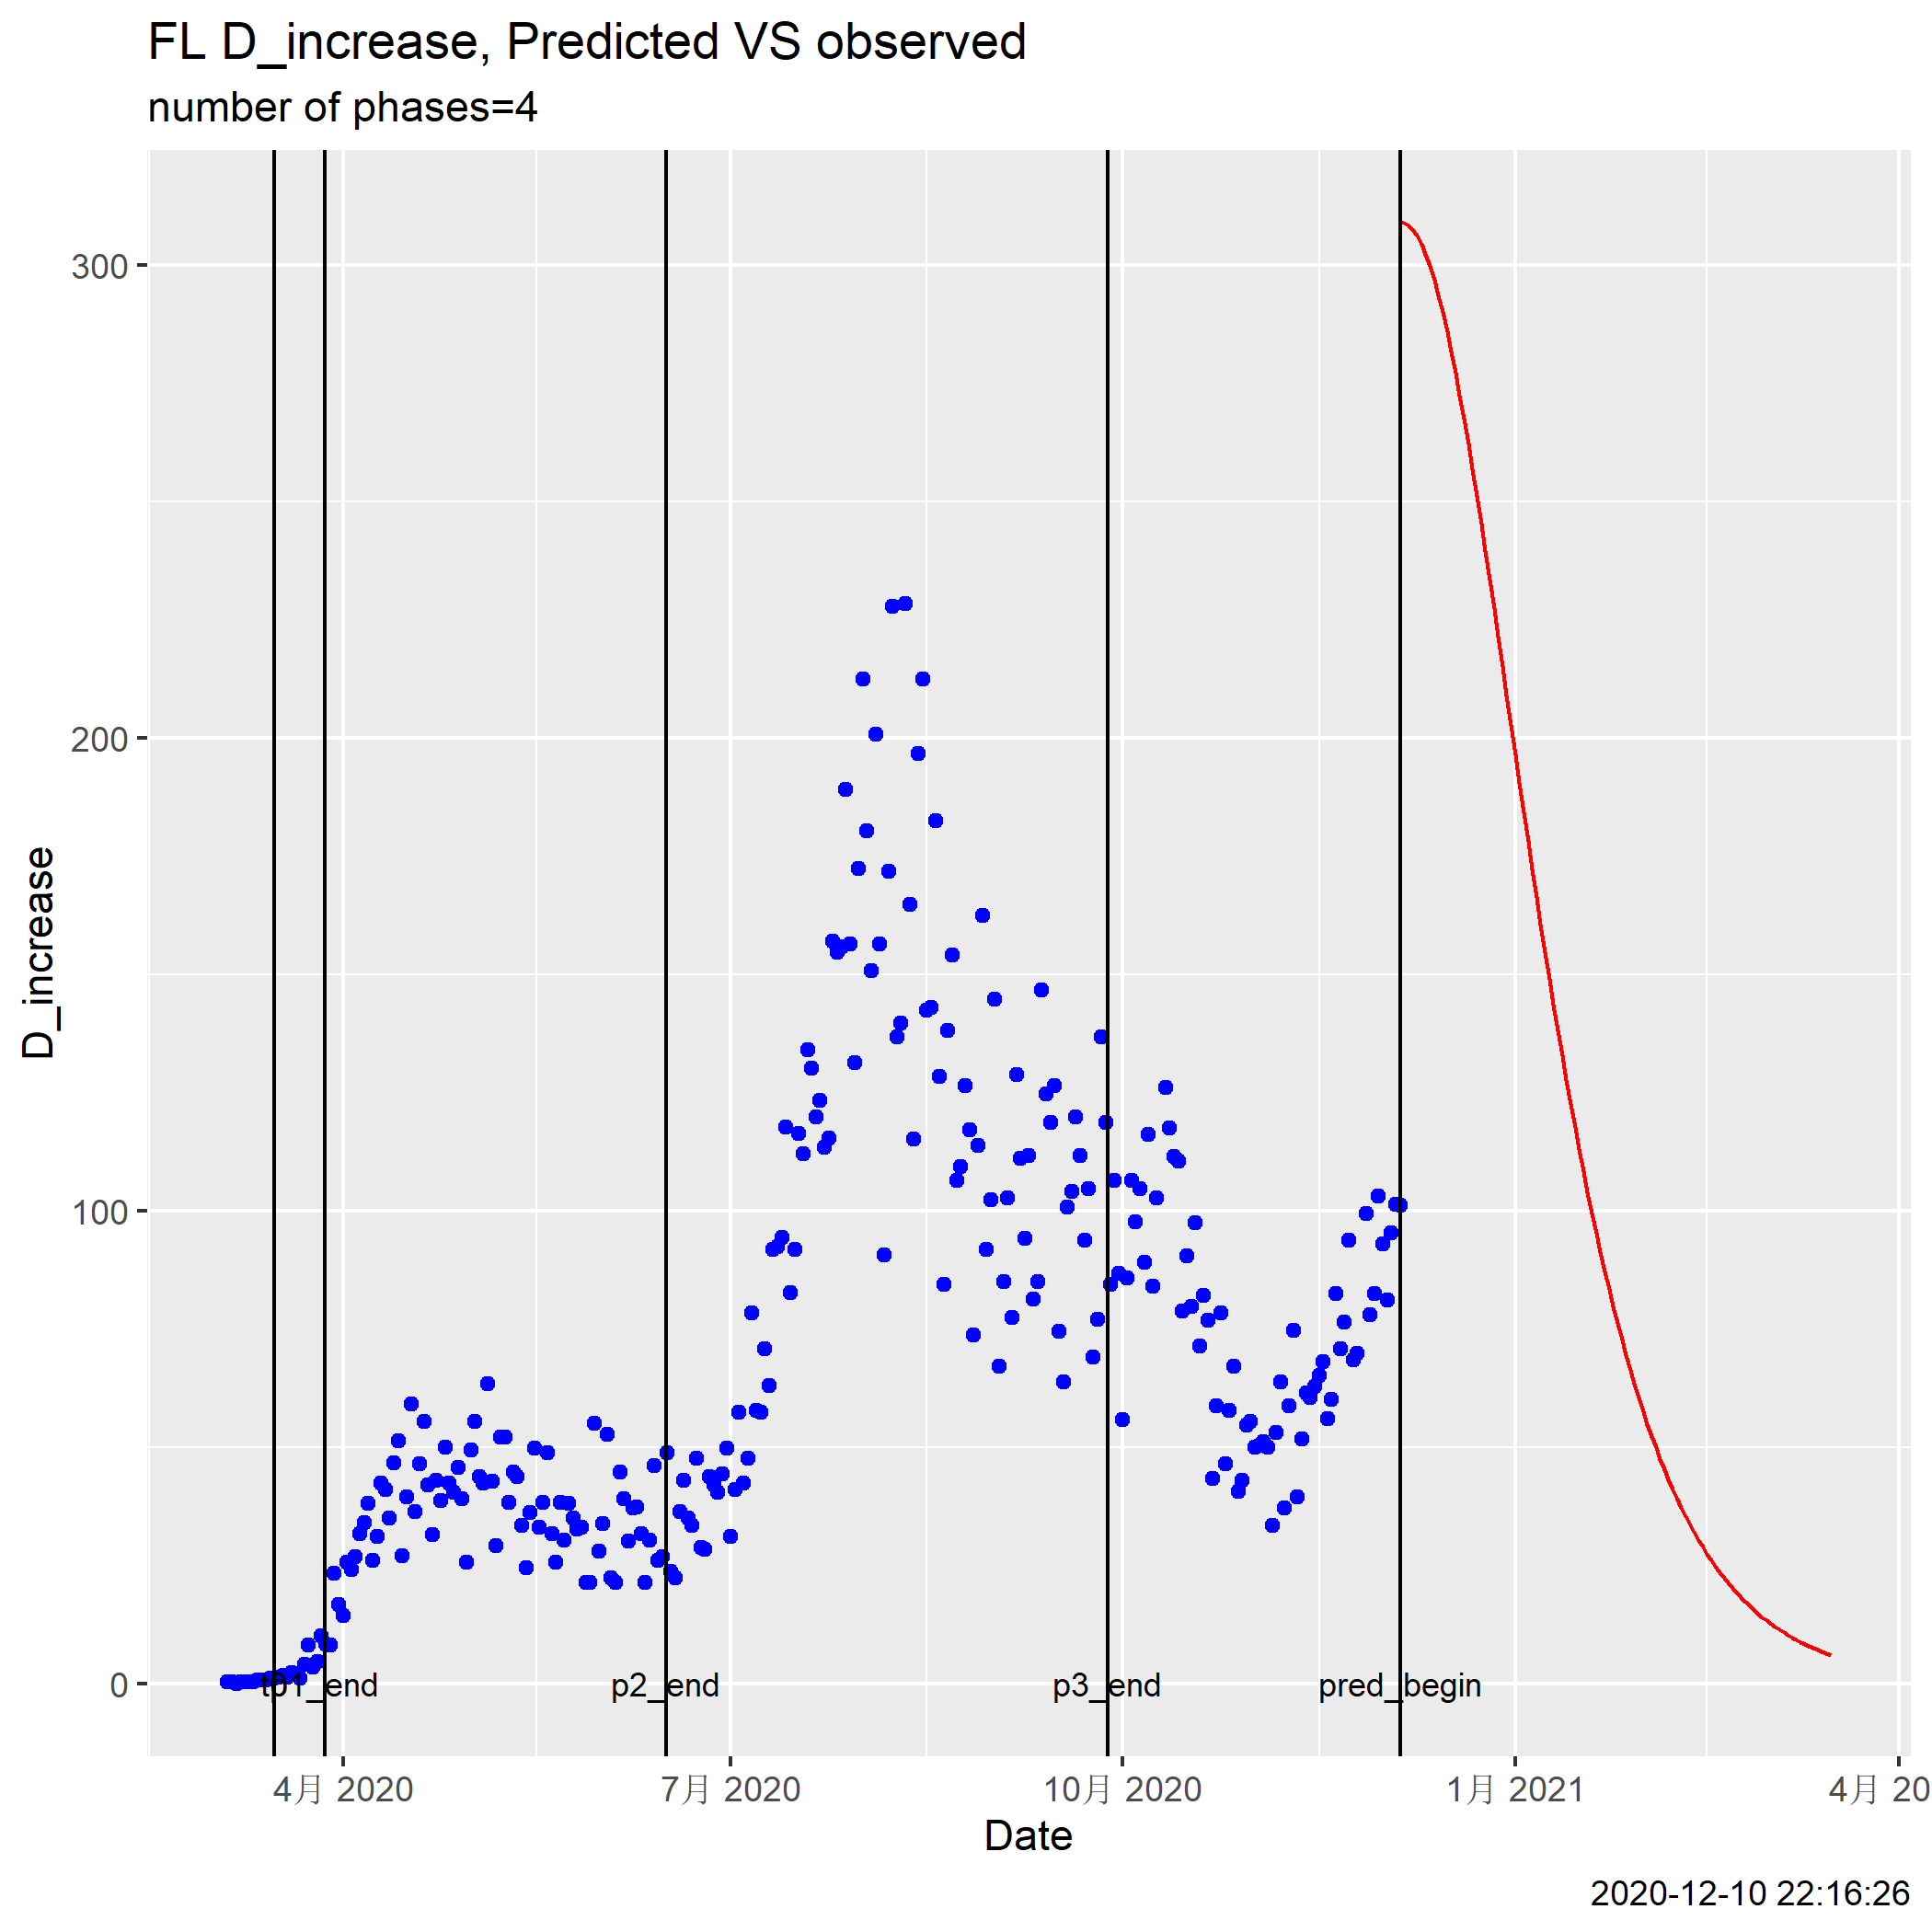 FL D_increase, Predicted VS observed
number of phases=4
D_increase
300
200
100
0
p1_end
p2_end
p3_end
pred_begin
4月 2020
7月 2020
10月 2020
1月 2021
4月 20
Date
2020-12-10 22:16:26